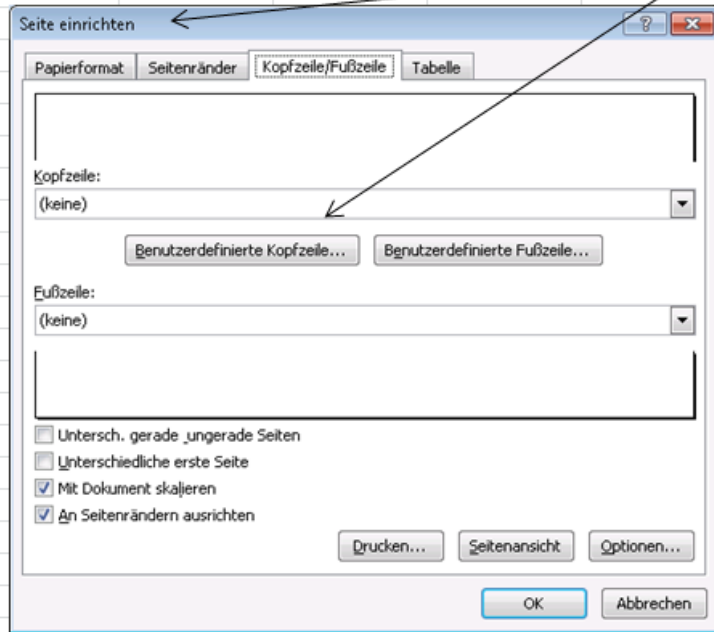 Seite einrichten
Papierformat Seitenränder Kopfzeile/Fußzeile Tabelle
Kopfzeile:
(keine)
Benutzerdefinierte Kopfzeile... Benutzerdefinierte Fußzeile...
Fußzeile:
(keine)
Untersch. gerade _ungerade Seiten
Unterschiedliche erste Seite
Mit Dokument skalieren
An Seitenrändern ausrichten
Drucken... Seitenansicht Optionen...
OK Abbrechen